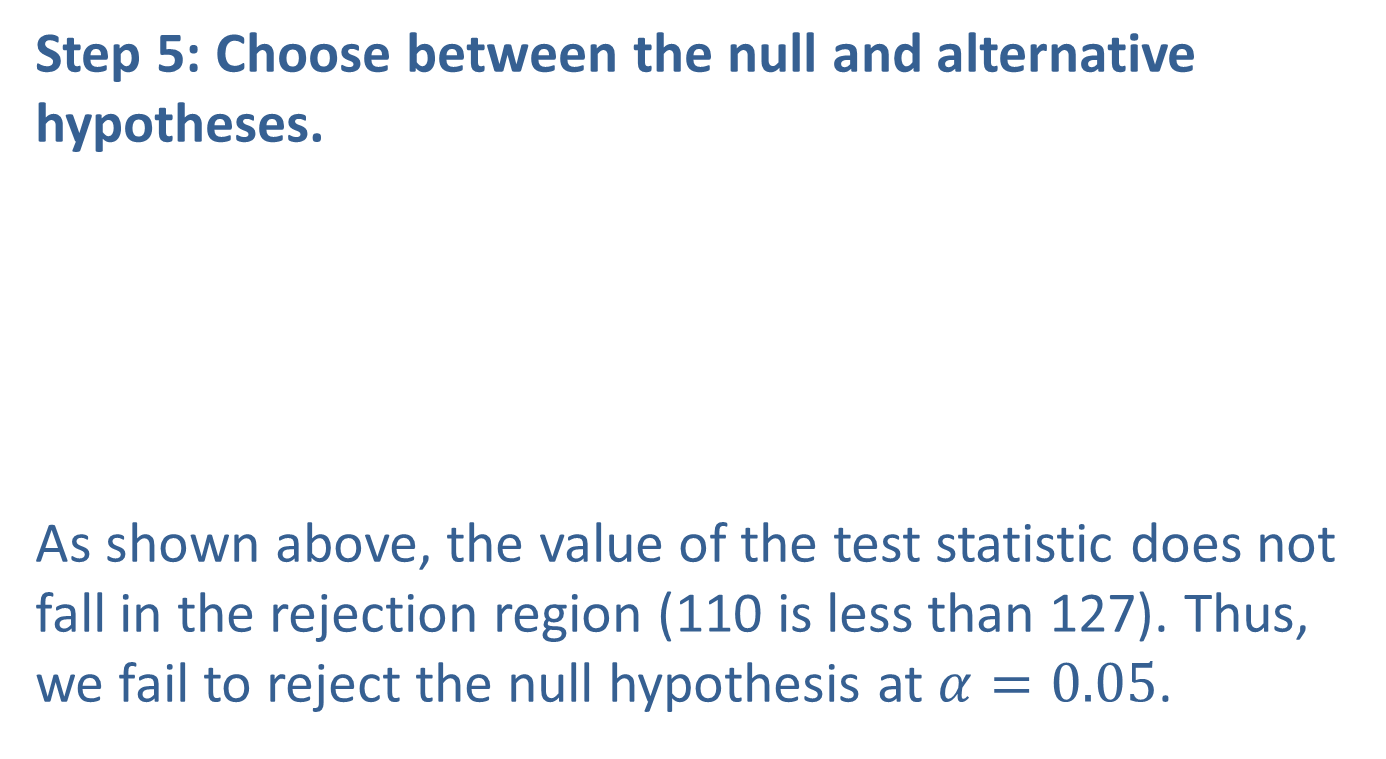 Step 5: Choose between the null and alternative
hypotheses.
As shown above, the value of the test statistic does not
fall in the rejection region (110 is less than 127). Thus,
we fail to reject the null hypothesis at 𝛼 = 0.05.